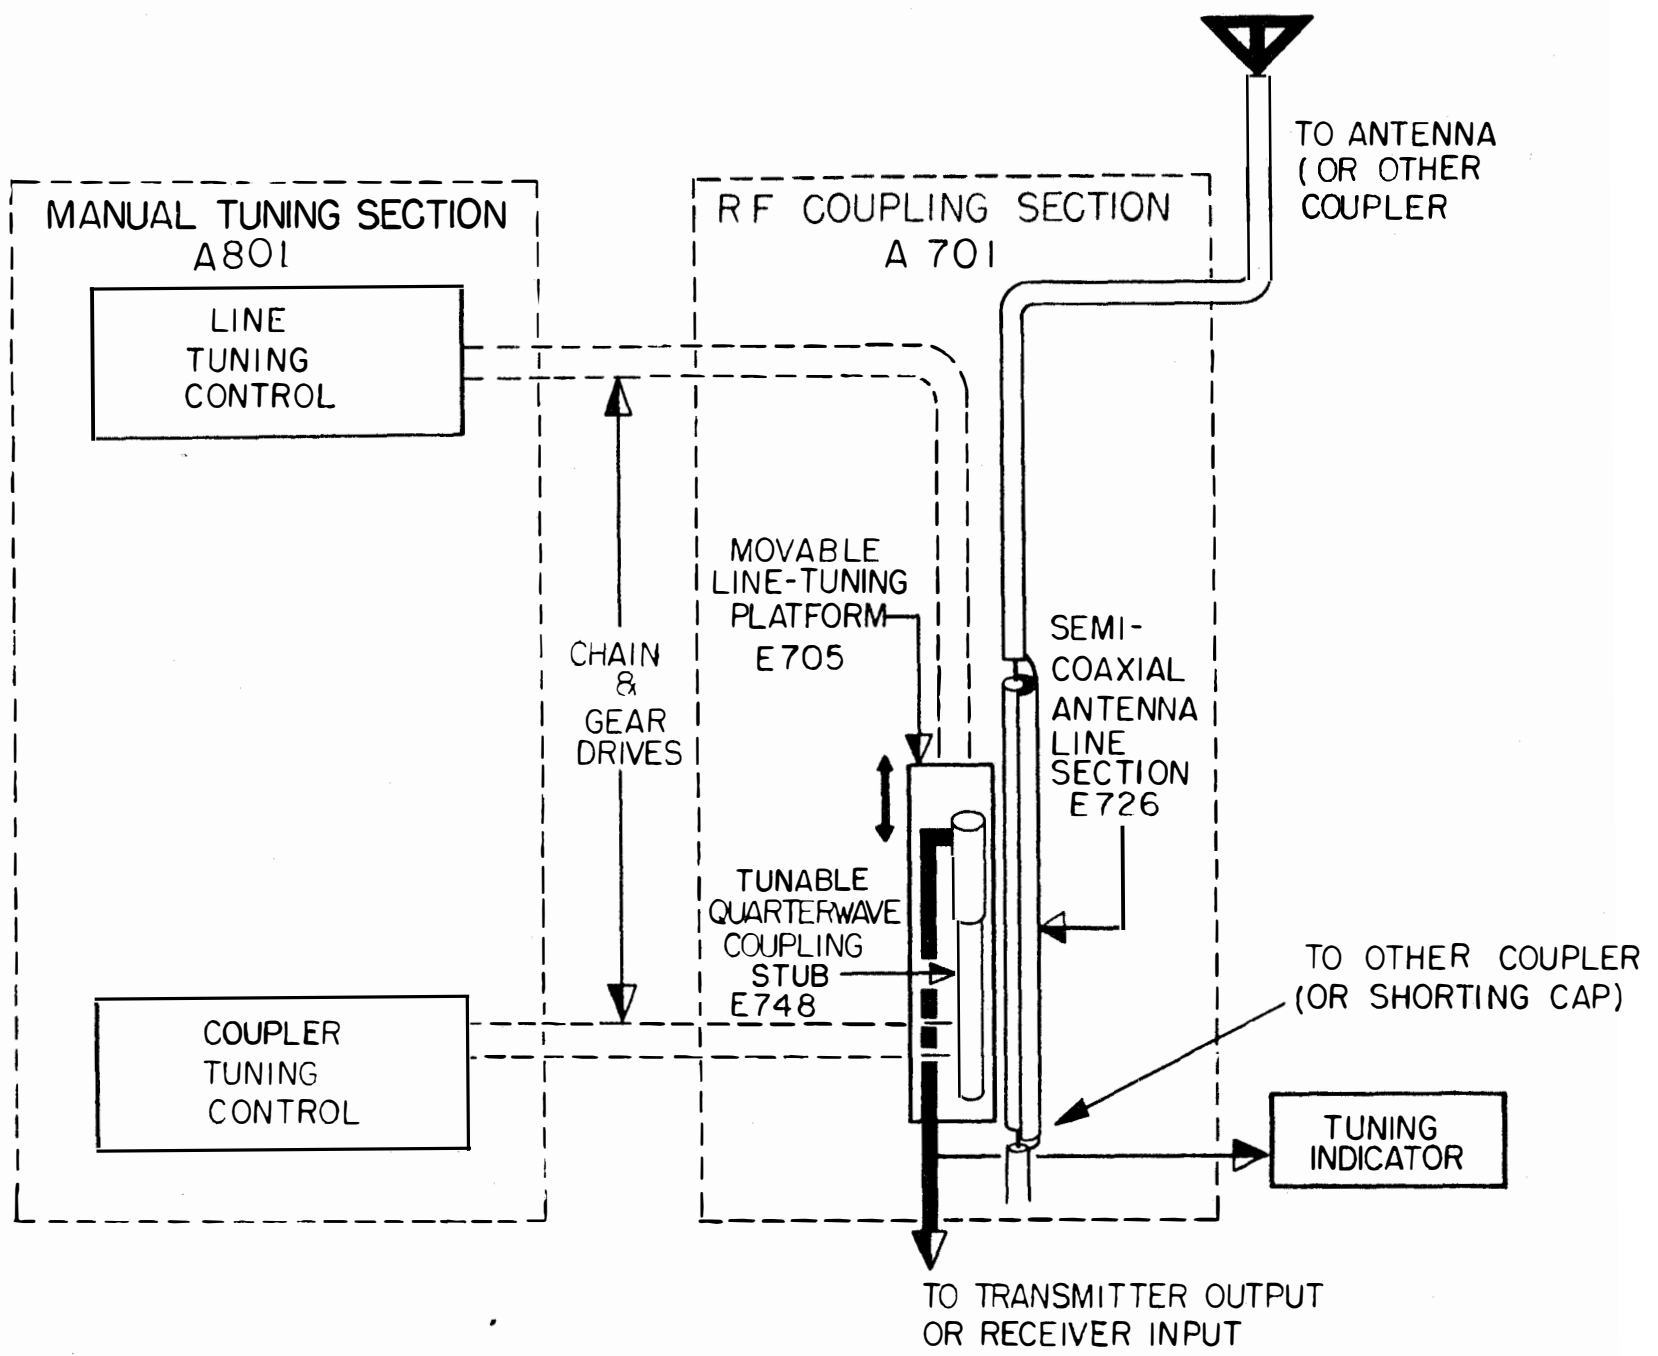 TO ANTENNA
(OR OTHER
COUPLER
MANUAL TUNING SECTION
A801
LINE
TUNING
CONTROL
RF COUPLING SECTION
A 701
MOVABLE
LINE-TUNING
PLATFORM
E705
SEMI-
COAXIAL
ANTENNA
LINE
SECTION
E726
CHAIN
&
GEAR
DRIVES
TUNABLE
QUARTERWAVE
COUPLING
STUB
E748
TO OTHER COUPLER
(OR SHORTING CAP)
COUPLER
TUNING
CONTROL
TUNING
INDICATOR
TO TRANSMITTER OUTPUT
OR RECEIVER INPUT